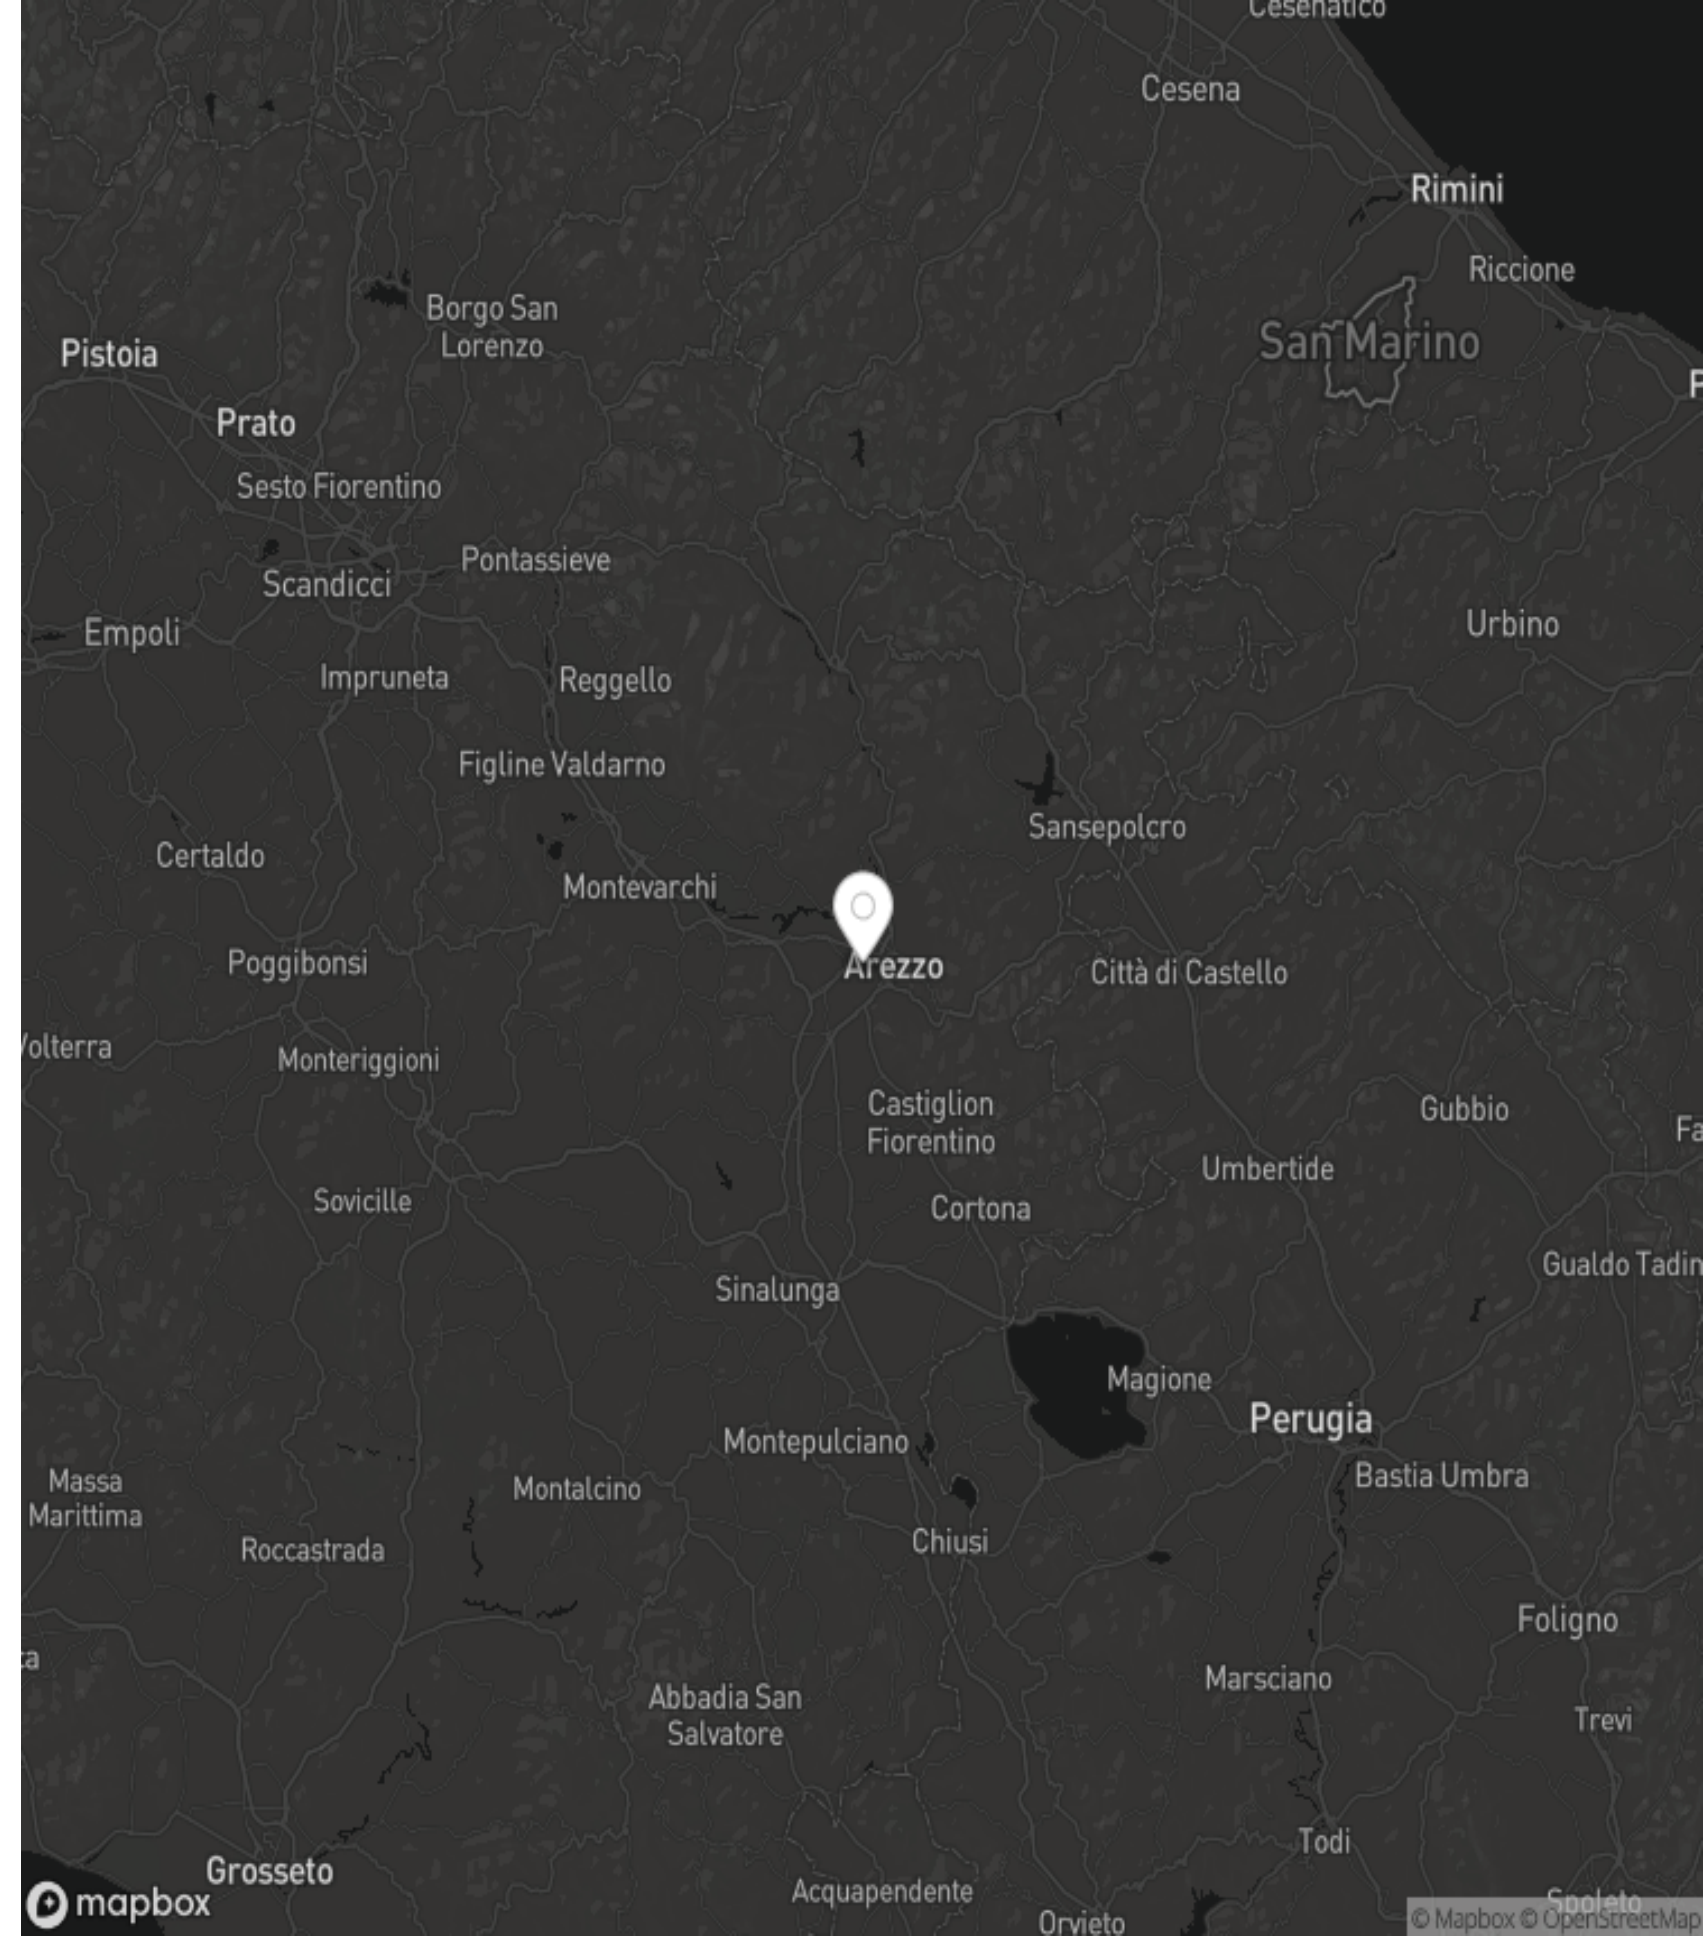 Cesenatico
Cesena
Rimini
Riccione
Borgo San
Lorenzo
San Marino
Pistoia
P
Prato
Sesto Fiorentino
Pontassieve
Scandicci
Empoli
Urbino
Impruneta
Reggello
Figline Valdarno
Sansepolcro
Certaldo
Montevarchi
Poggibonsi
Arezzo
Città di Castello
Volterra
Monteriggioni
Castiglion
Fiorentino
Gubbio
Fa
Umbertide
Sovicille
Cortona
Gualdo Tadin
Sinalunga
Magione
Perugia
Montepulciano
Bastia Umbra
Massa
Marittima
Montalcino
Roccastrada
Chiusi
Foligno
ta
Marsciano
Abbadia San
Salvatore
Trevi
Todi
Grosseto
Acquapendente
mapbox
Spoleto
Orvieto
© Mapbox © OpenStreetMap